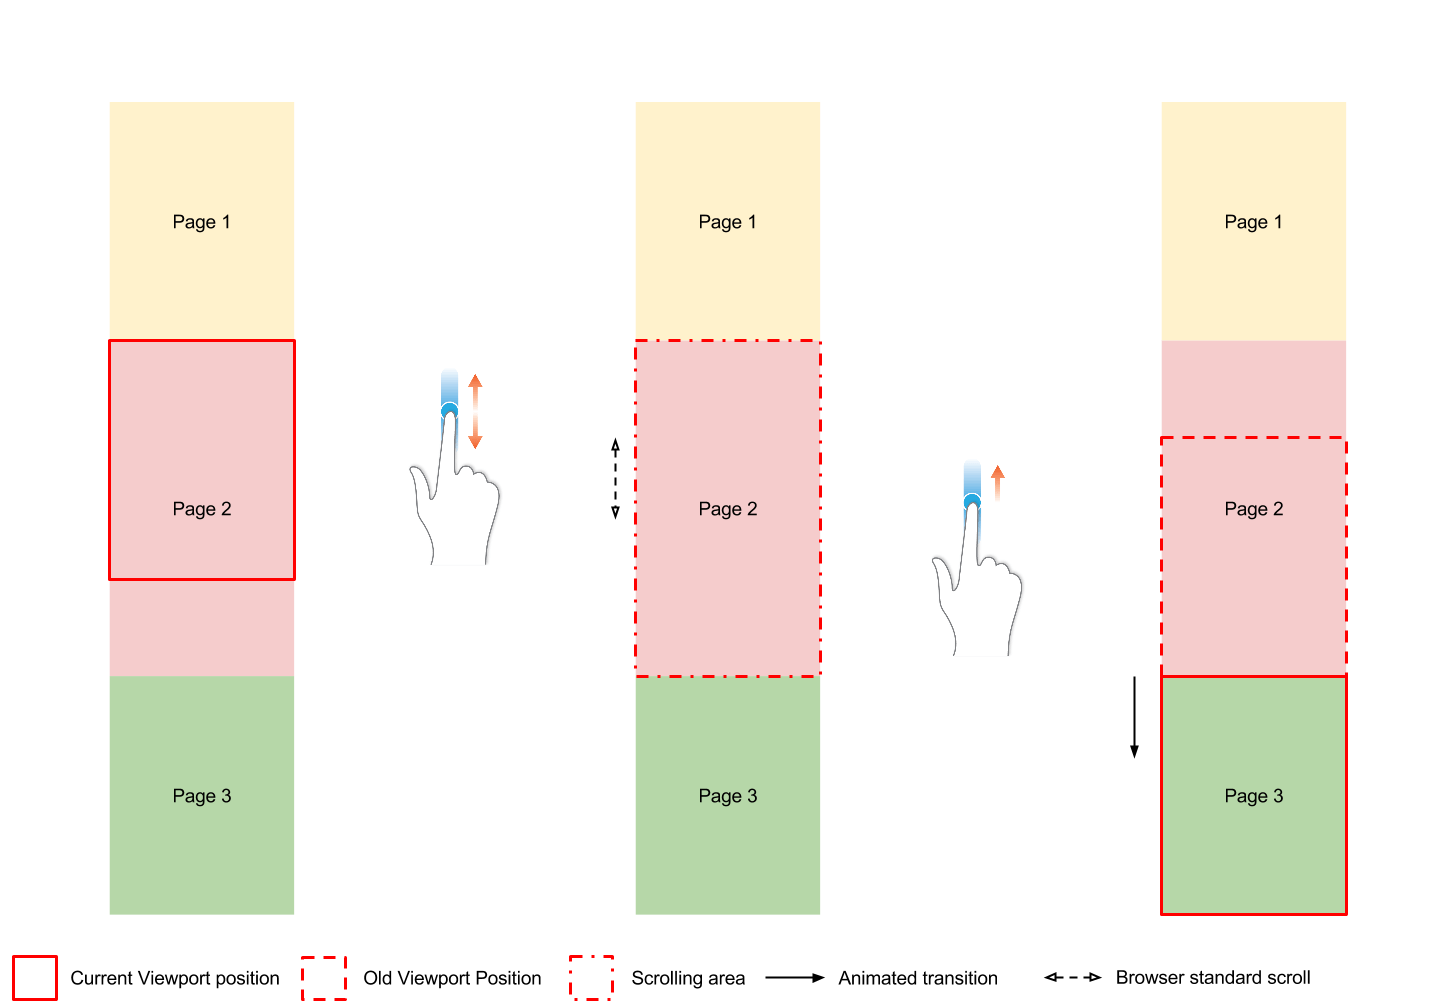 Page 1
Page 1
Page 1
Page 2
Page 2
Page 2
Page 3
Page 3
Page 3
Current Viewport position
Old Viewport Position
Scrolling area
Animated transition
Browser standard scroll